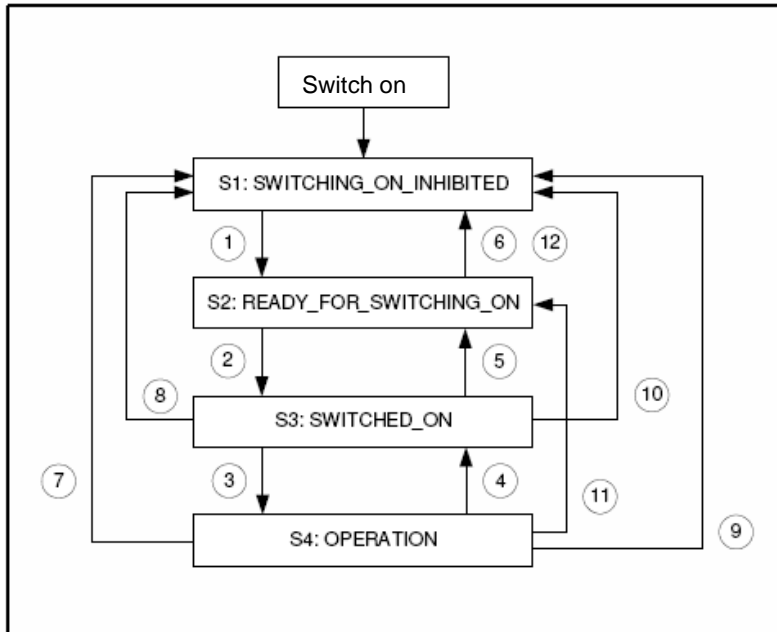 Switch on
S1: SWITCHING_ON_INHIBITED
1
6
12
S2: READY_FOR_SWITCHING_ON
2
5
8
10
S3: SWITCHED_ON
7
3
4
11
9
S4: OPERATION